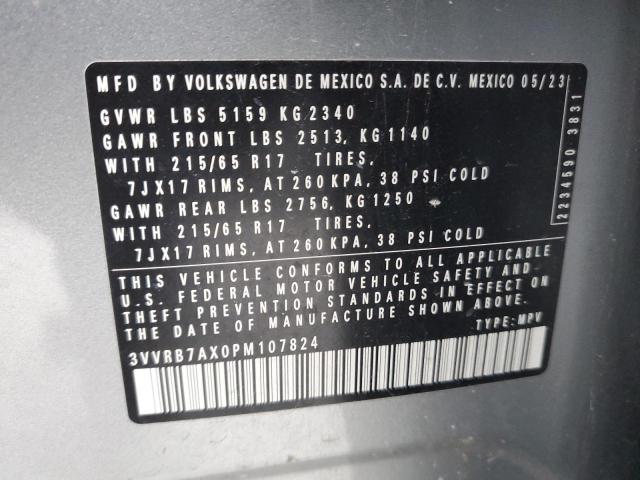 MFD BY VOLKSWAGEN DE MEXICO S.A. DE C.V. MEXICO 05/23
GVWR LBS 5159 KG 2340
GAWR FRONT LBS 2513, KG 1140
WITH 215/65 R17 TIRES,
7JX17 RIMS, AT 260 KPA, 38 PSI COLD
GAWR REAR LBS 2756, KG 1250
WITH 215/65 R17 TIRES,
7JX17 RIMS, AT 260 KPA, 38 PSI COLD
THIS VEHICLE CONFORMS TO ALL APPLICABLE
U.S. FEDERAL MOTOR VEHICLE SAFETY AND
THEFT PREVENTION STANDARDS IN EFFECT ON
THE DATE OF MANUFACTURE SHOWN ABOVE.
3VVRB7AX0PM107824 TYPE: MPV
2234590 3831